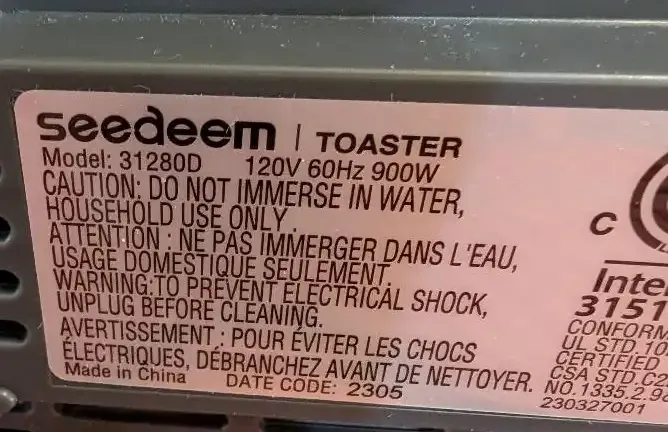 seedeem | TOASTER
Model: 31280D 120V 60Hz 900W
CAUTION: DO NOT IMMERSE IN WATER,
HOUSEHOLD USE ONLY.
ATTENTION : NE PAS IMMERGER DANS L'EAU,
USAGE DOMESTIQUE SEULEMENT.
WARNING:TO PREVENT ELECTRICAL SHOCK,
UNPLUG BEFORE CLEANING.
AVERTISSEMENT : POUR ÉVITER LES CHOCS
ÉLECTRIQUES, DÉBRANCHEZ AVANT DE NETTOYER.
Made in China DATE CODE: 2305
C
Inte
3151
CONFORM
UL STD.10
CERTIFIED
CSA STD.C2
NO.1335.2.9
230327001